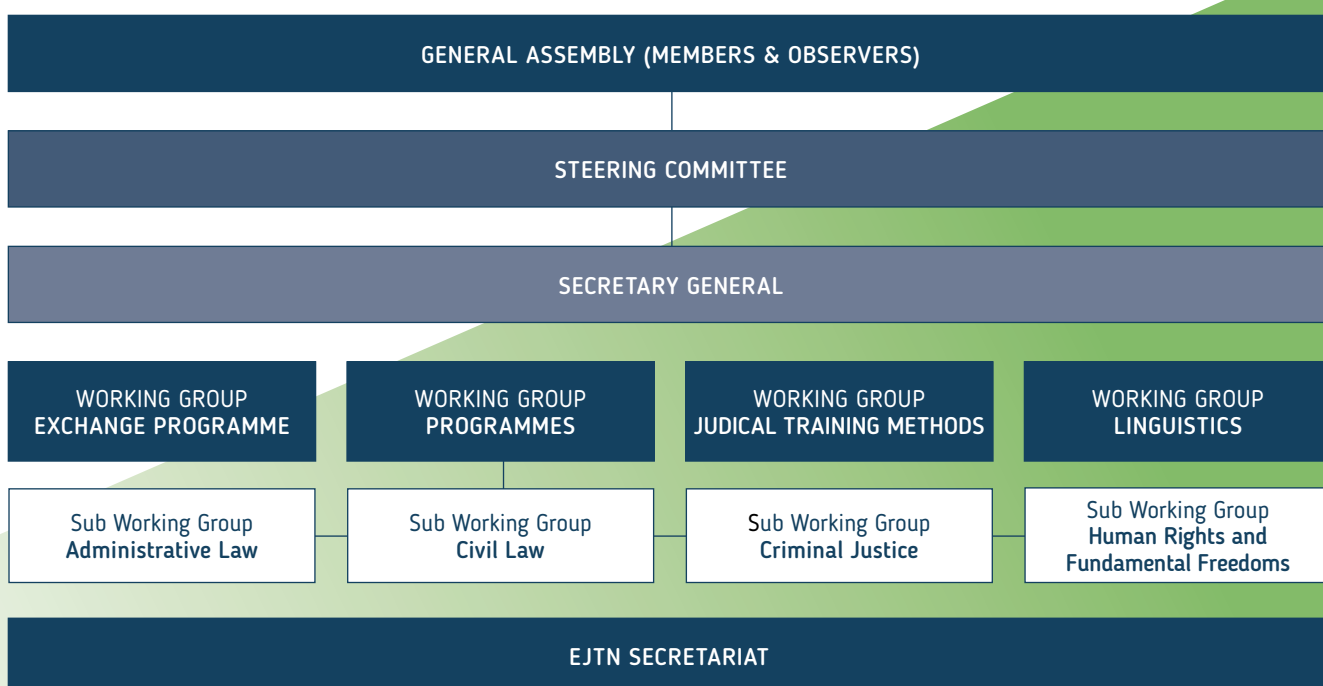 GENERAL ASSEMBLY (MEMBERS & OBSERVERS)
STEERING COMMITTEE
SECRETARY GENERAL
WORKING GROUP
EXCHANGE PROGRAMME
WORKING GROUP
PROGRAMMES
WORKING GROUP
JUDICAL TRAINING METHODS
WORKING GROUP
LINGUISTICS
Sub Working Group
Administrative Law
Sub Working Group
Civil Law
Sub Working Group
Criminal Justice
Sub Working Group
Human Rights and
Fundamental Freedoms
EJTN SECRETARIAT